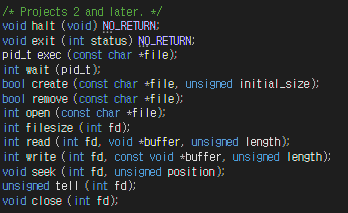 /* Projects 2 and later. */
void halt (void) NO_RETURN;
void exit (int status) NO_RETURN;
pid_t exec (const char *file);
int wait (pid_t);
bool create (const char *file, unsigned initial_size);
bool remove (const char *file);
int open (const char *file);
int filesize (int fd);
int read (int fd, void *buffer, unsigned length);
int write (int fd, const void *buffer, unsigned length);
void seek (int fd, unsigned position);
unsigned tell (int fd);
void close (int fd);